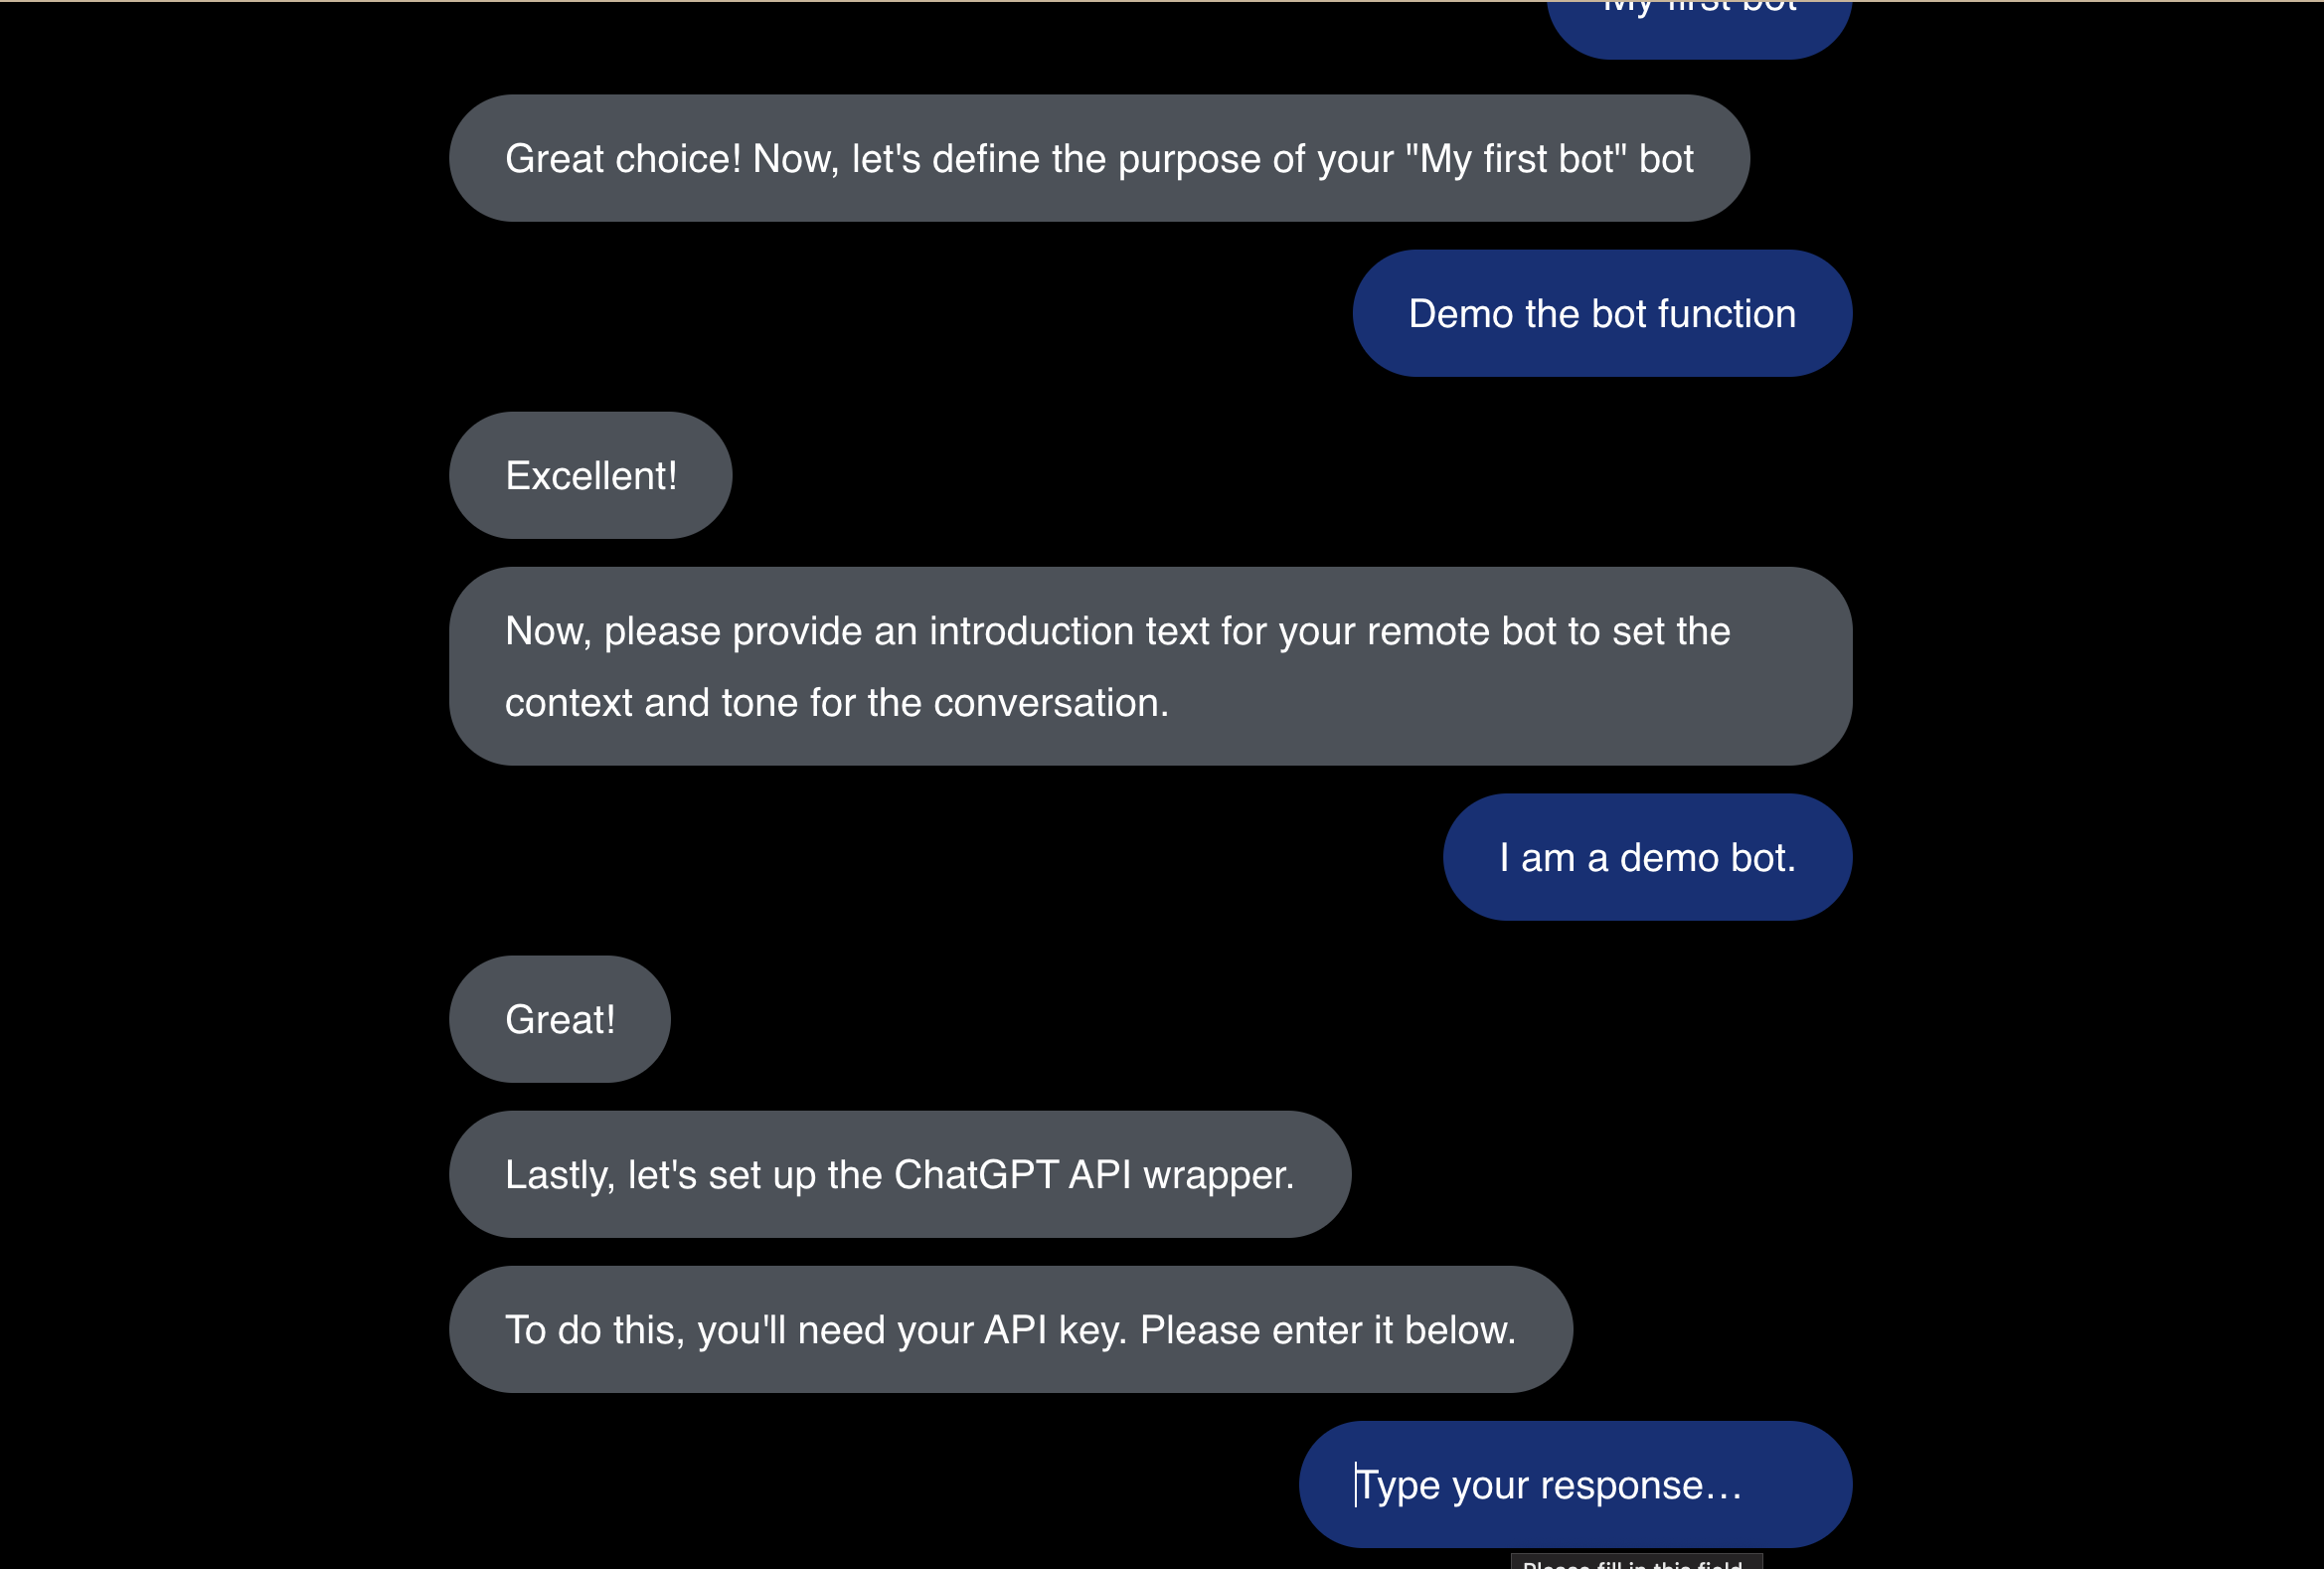 My first bot
Great choice! Now, let's define the purpose of your "My first bot" bot
Demo the bot function
Excellent!
Now, please provide an introduction text for your remote bot to set the
context and tone for the conversation.
I am a demo bot.
Great!
Lastly, let's set up the ChatGPT API wrapper.
To do this, you'll need your API key. Please enter it below.
Type your response…
Please fill in this field.